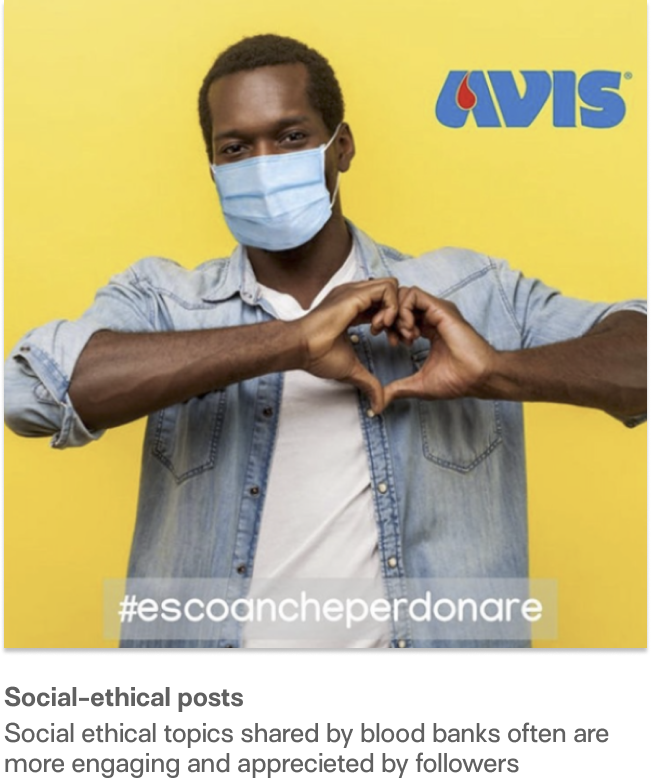 AVIS®
#escoancheperdonare
Social-ethical posts
Social ethical topics shared by blood banks often are
more engaging and apprecieted by followers